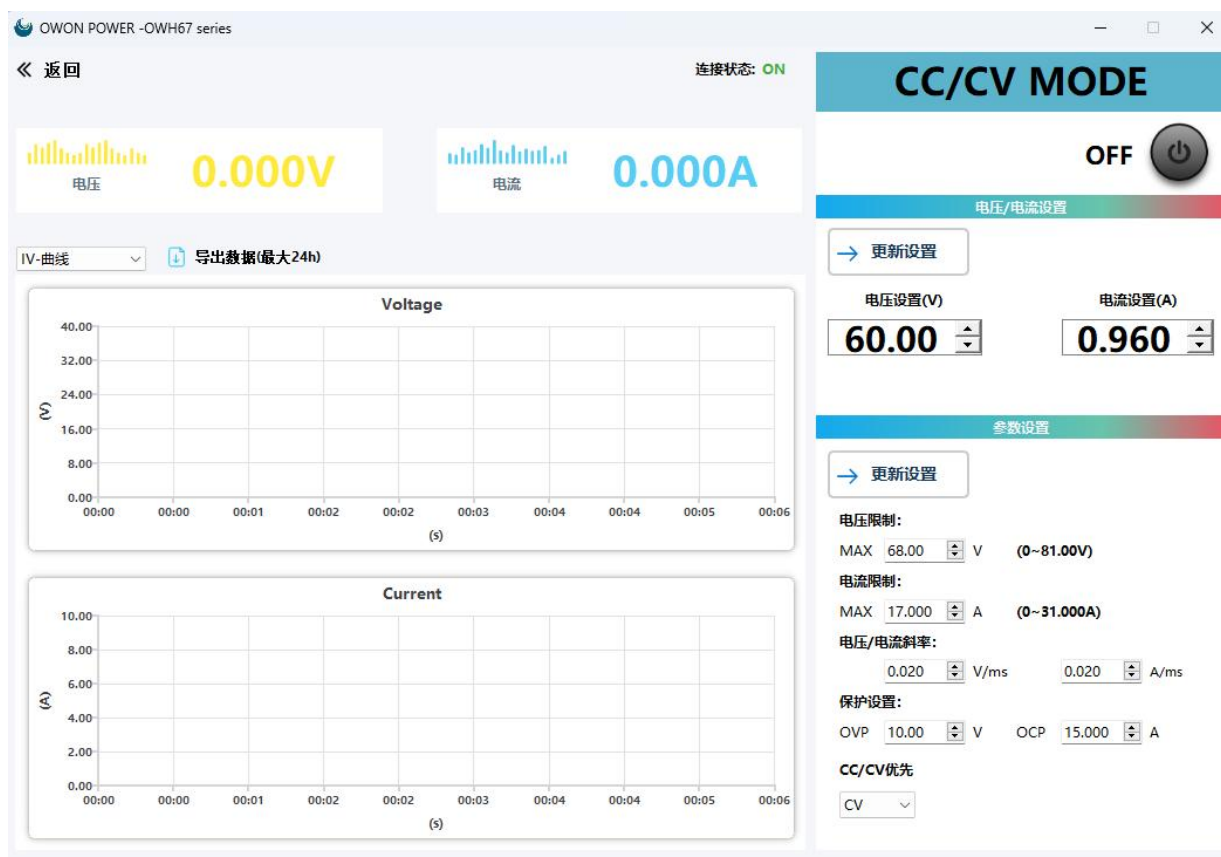 OWON POWER -OWH67 series
返回
连接状态: ON
电压
0.000V
电流
0.000A
IV-曲线
导出数据(最大24h)
Voltage
40.00
32.00
24.00
16.00
8.00
0.00
(V)
00:00 00:00 00:01 00:02 00:02 00:03 00:04 00:04 00:05 00:06
(s)
Current
10.00
8.00
6.00
4.00
2.00
0.00
(A)
00:00 00:00 00:01 00:02 00:02 00:03 00:04 00:04 00:05 00:06
(s)
CC/CV MODE
OFF
电压/电流设置
更新设置
电压设置(V) 电流设置(A)
60.00 0.960
参数设置
更新设置
电压限制:
MAX 68.00 V (0~81.00V)
电流限制:
MAX 17.000 A (0~31.000A)
电压/电流斜率:
0.020 V/ms 0.020 A/ms
保护设置:
OVP 10.00 V OCP 15.000 A
CC/CV优先
CV